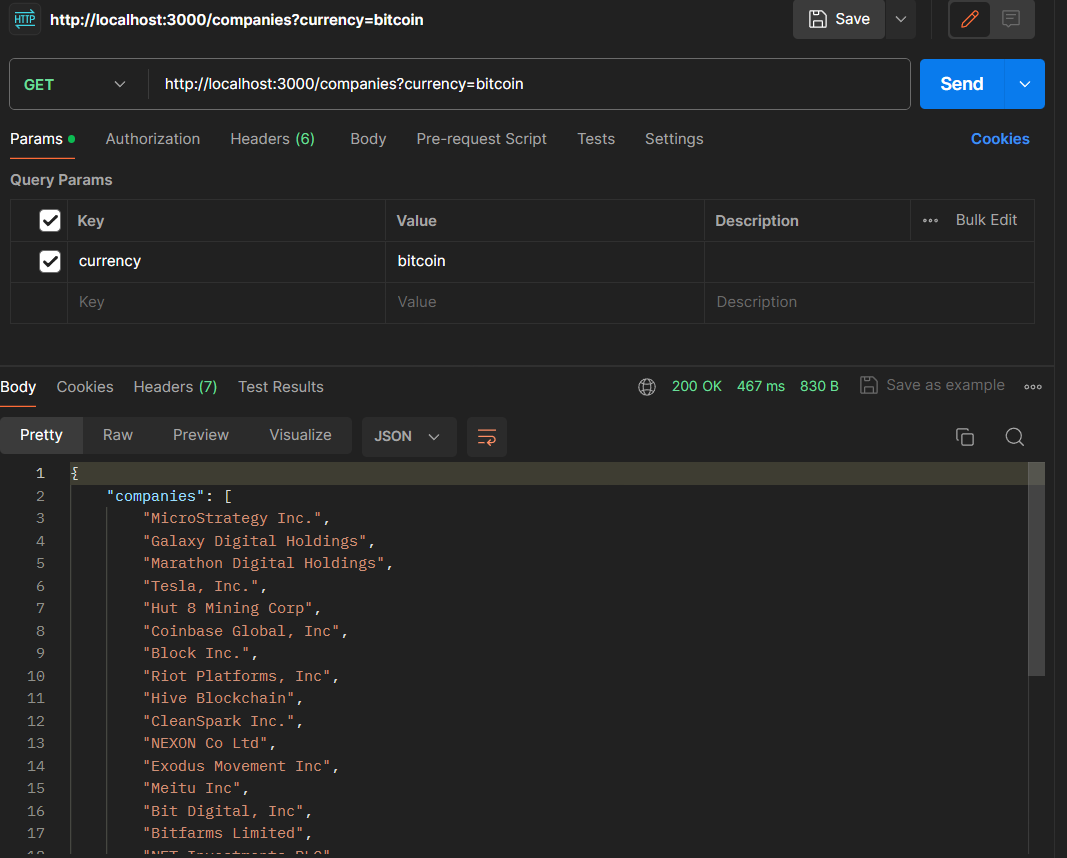 HTTP http://localhost:3000/companies?currency=bitcoin Save
GET http://localhost:3000/companies?currency=bitcoin Send
Params Authorization Headers (6) Body Pre-request Script Tests Settings Cookies
Query Params
Key Value Description ••• Bulk Edit
currency bitcoin
Key Value Description
Body Cookies Headers (7) Test Results 200 OK 467 ms 830 B Save as example
Pretty Raw Preview Visualize JSON
1 {
2 "companies": [
3 "MicroStrategy Inc.",
4 "Galaxy Digital Holdings",
5 "Marathon Digital Holdings",
6 "Tesla, Inc.",
7 "Hut 8 Mining Corp",
8 "Coinbase Global, Inc",
9 "Block Inc.",
10 "Riot Platforms, Inc",
11 "Hive Blockchain",
12 "CleanSpark Inc.",
13 "NEXON Co Ltd",
14 "Exodus Movement Inc",
15 "Meitu Inc",
16 "Bit Digital, Inc",
17 "Bitfarms Limited",
18